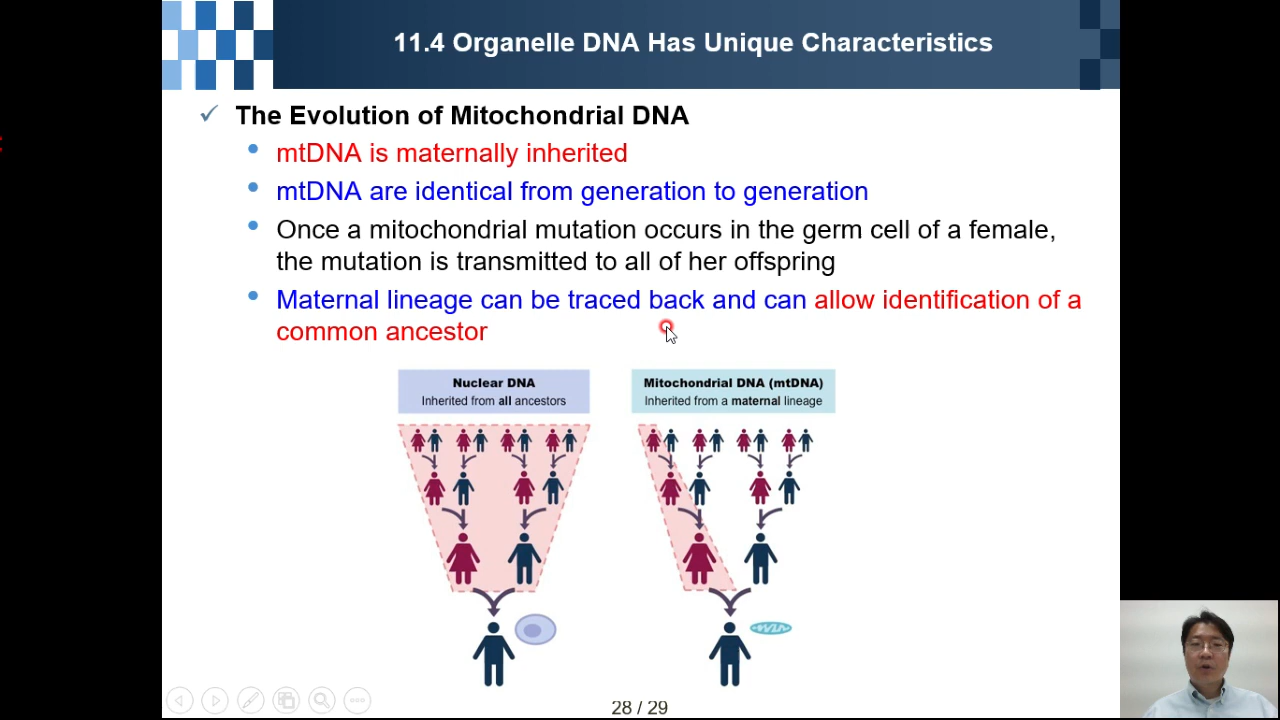 11.4 Organelle DNA Has Unique Characteristics
The Evolution of Mitochondrial DNA
mtDNA is maternally inherited
mtDNA are identical from generation to generation
Once a mitochondrial mutation occurs in the germ cell of a female,
the mutation is transmitted to all of her offspring
Maternal lineage can be traced back and can allow identification of a
common ancestor
Nuclear DNA
Inherited from all ancestors
Mitochondrial DNA (mtDNA)
Inherited from a maternal lineage
28 / 29